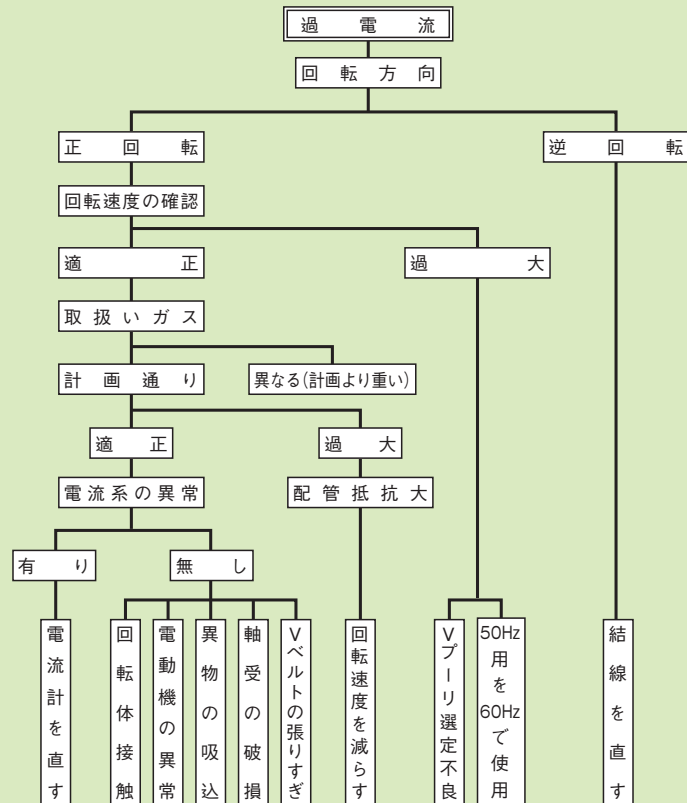 過電流
回転方向
正回転
逆回転
回転速度の確認
適正
過大
取扱いガス
計画通り
異なる(計画より重い)
適正
過大
電流系の異常
配管抵抗大
有り
無し
電流計を直す
回転体接触
電動機の異常
異物の吸込
軸受の破損
Vベルトの張りすぎ
回転速度を減らす
Vプーリ選定不良
50Hz用を60Hzで使用
結線を直す